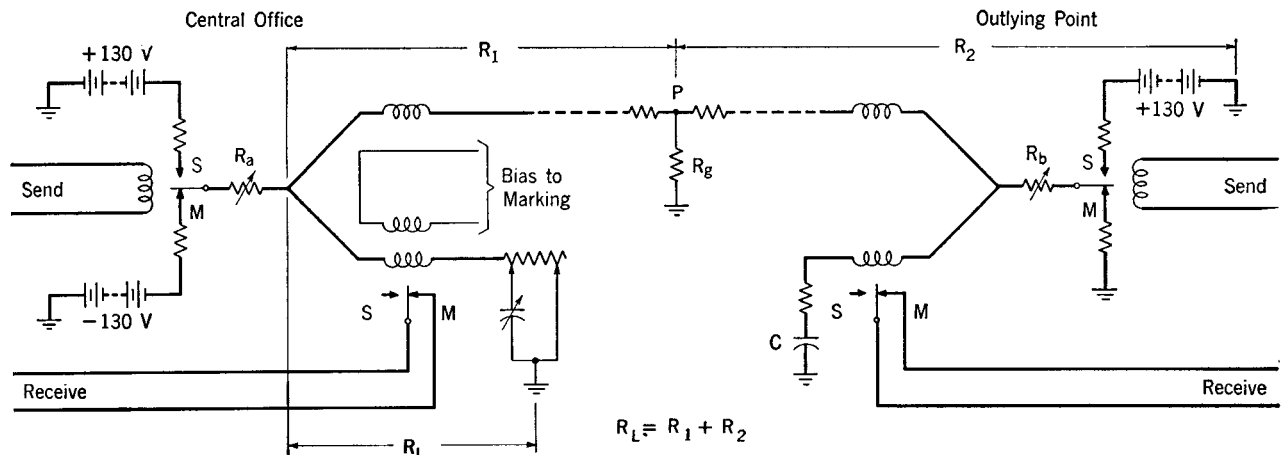 Central Office
Outlying Point
R1
R2
+130 V
+130 V
P
S
Ra
Rg
Rb
S
Send
Bias to
Marking
Send
M
M
-130 V
S
M
S
M
C
Receive
Receive
RL
RL = R1 + R2